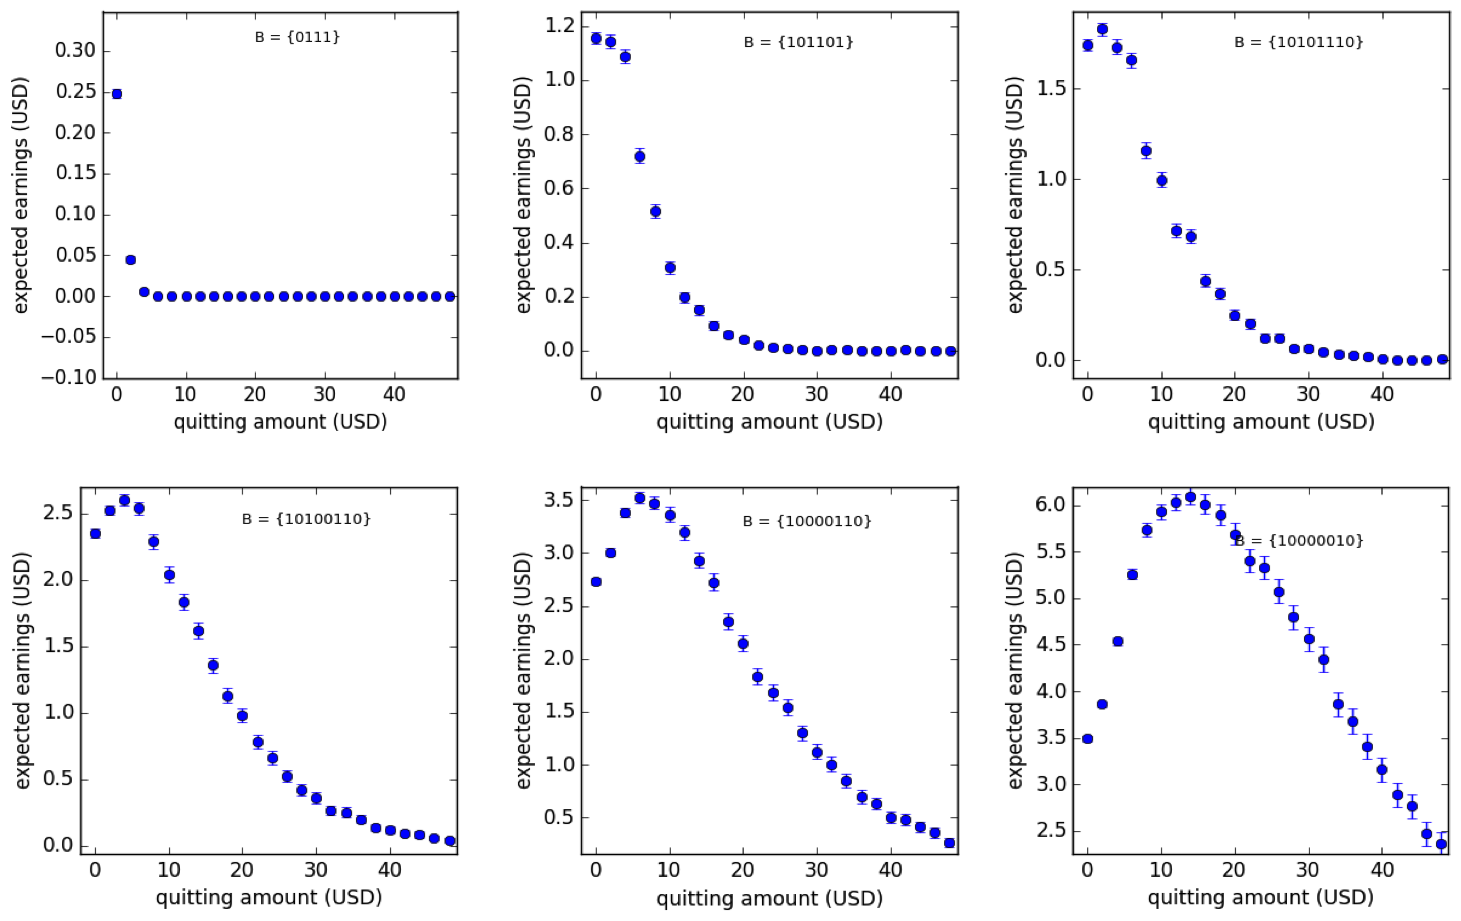 B = {0111}
0.30
0.25
0.20
0.15
0.10
0.05
0.00
−0.05
−0.10
expected earnings (USD)
0 10 20 30 40
quitting amount (USD)
B = {101101}
1.2
1.0
0.8
0.6
0.4
0.2
0.0
expected earnings (USD)
0 10 20 30 40
quitting amount (USD)
B = {10101110}
1.5
1.0
0.5
0.0
expected earnings (USD)
0 10 20 30 40
quitting amount (USD)
B = {10100110}
2.5
2.0
1.5
1.0
0.5
0.0
expected earnings (USD)
0 10 20 30 40
quitting amount (USD)
B = {10000110}
3.5
3.0
2.5
2.0
1.5
1.0
0.5
expected earnings (USD)
0 10 20 30 40
quitting amount (USD)
B = {10000010}
6.0
5.5
5.0
4.5
4.0
3.5
3.0
2.5
expected earnings (USD)
0 10 20 30 40
quitting amount (USD)